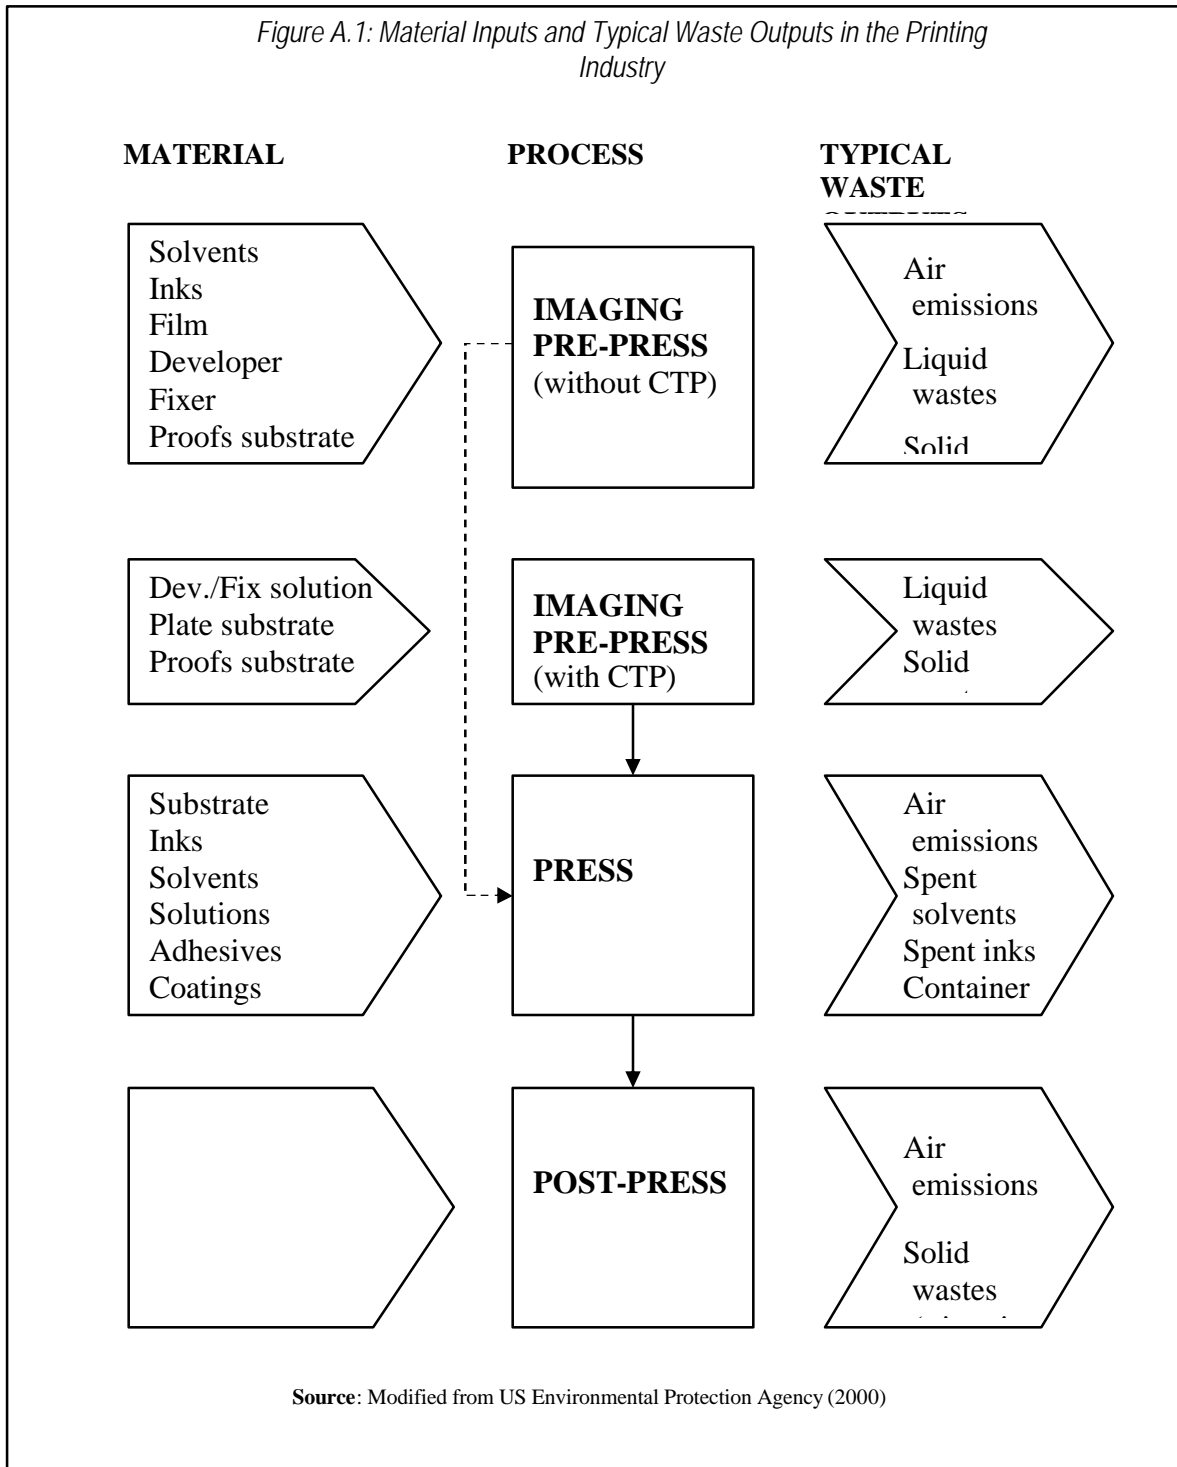 Figure A.1: Material Inputs and Typical Waste Outputs in the Printing
Industry
MATERIAL
PROCESS
TYPICAL
WASTE
Solvents
Inks
Film
Developer
Fixer
Proofs substrate
IMAGING
PRE-PRESS
(without CTP)
Air
emissions
Liquid
wastes
Solid
Dev./Fix solution
Plate substrate
Proofs substrate
IMAGING
PRE-PRESS
(with CTP)
Liquid
wastes
Solid
Substrate
Inks
Solvents
Solutions
Adhesives
Coatings
PRESS
Air
emissions
Spent
solvents
Spent inks
Container
POST-PRESS
Air
emissions
Solid
wastes
Source: Modified from US Environmental Protection Agency (2000)